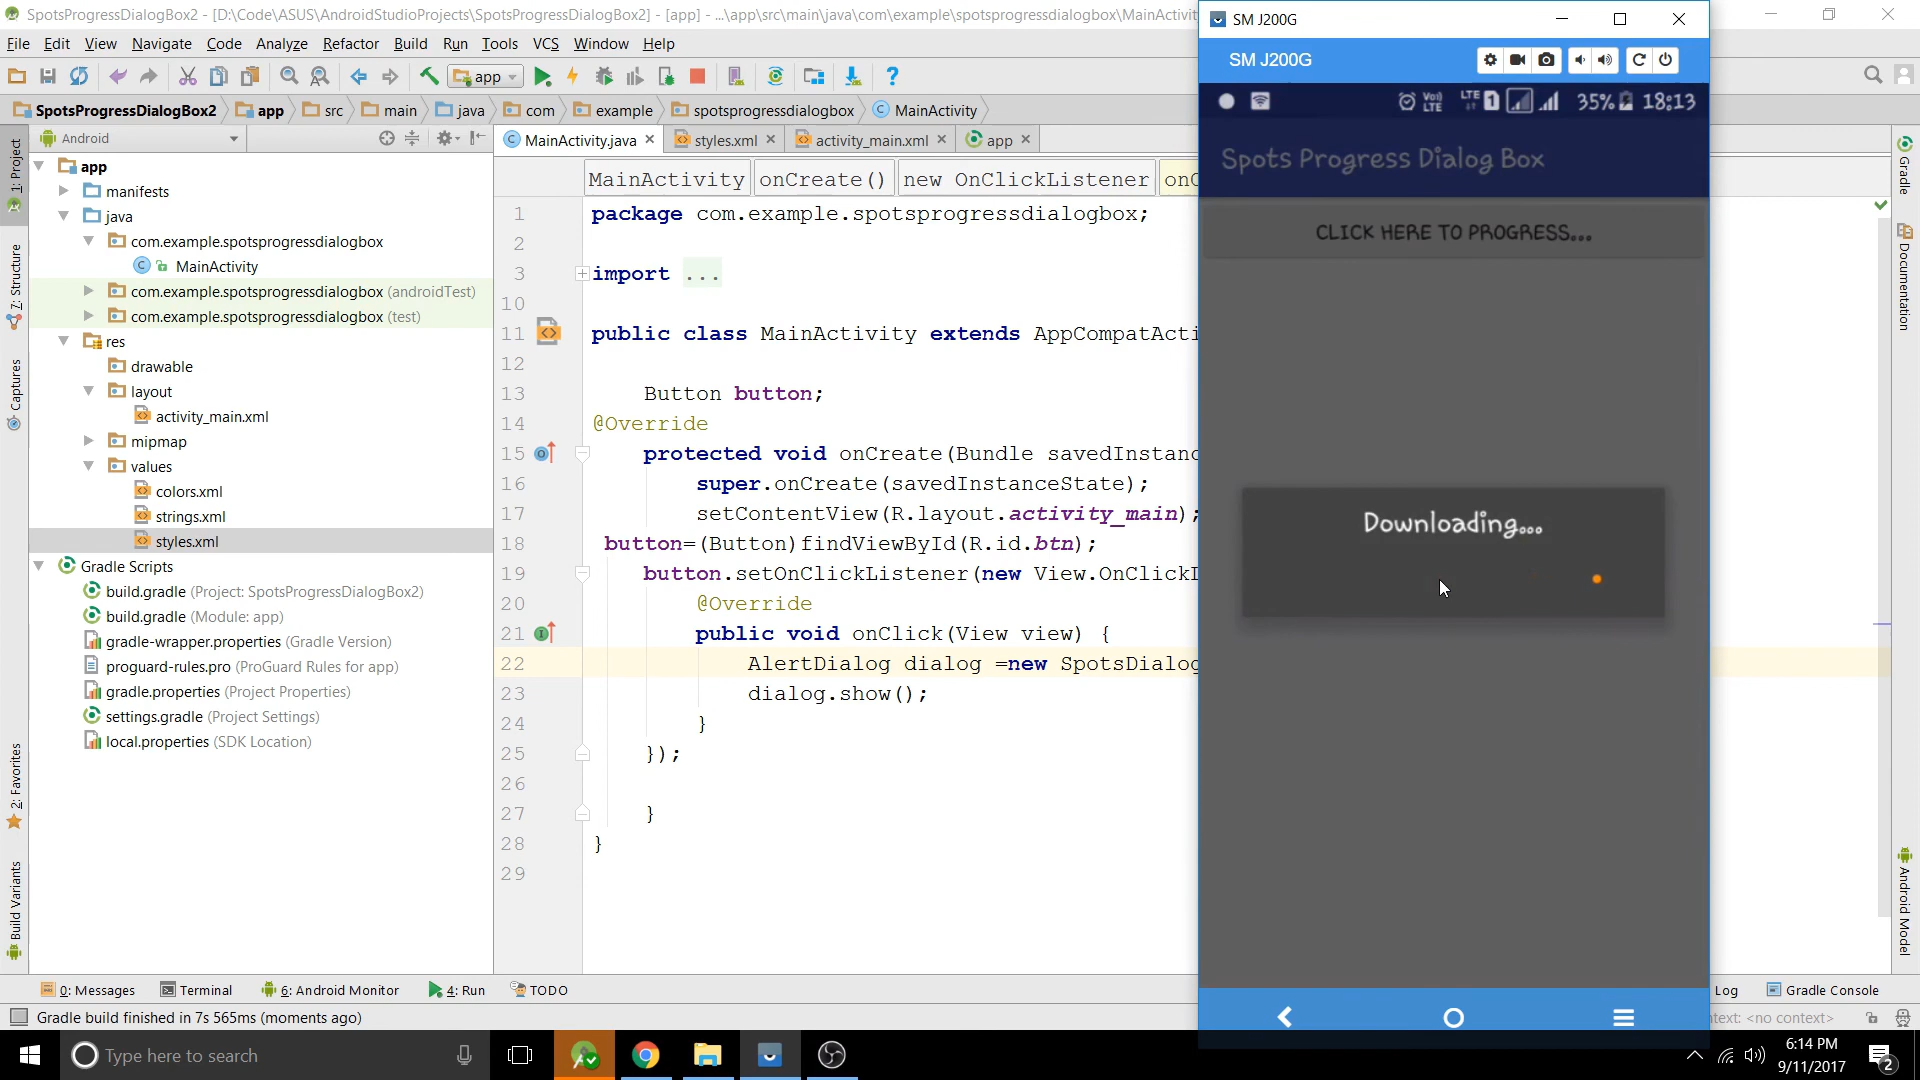 SpotsProgressDialogBox2 - [D:\Code\ASUS\AndroidStudioProjects\SpotsProgressDialogBox2] - [app] - ...\app\src\main\java\com\example\spotsprogressdialogbox\MainActivit
File Edit View Navigate Code Analyze Refactor Build Run Tools VCS Window Help
app
SpotsProgressDialogBox2 app src main java com example spotsprogressdialogbox MainActivity
Android
MainActivity.java styles.xml activity_main.xml app
MainActivity onCreate() new OnClickListener onC
app
manifests
java
com.example.spotsprogressdialogbox
MainActivity
com.example.spotsprogressdialogbox (androidTest)
com.example.spotsprogressdialogbox (test)
res
drawable
layout
activity_main.xml
mipmap
values
colors.xml
strings.xml
styles.xml
Gradle Scripts
build.gradle (Project: SpotsProgressDialogBox2)
build.gradle (Module: app)
gradle-wrapper.properties (Gradle Version)
proguard-rules.pro (ProGuard Rules for app)
gradle.properties (Project Properties)
settings.gradle (Project Settings)
local.properties (SDK Location)
1: Project
7: Structure
Captures
2: Favorites
Build Variants
1 package com.example.spotsprogressdialogbox;
2
3 import ...
10
11 public class MainActivity extends AppCompatActi
12
13 Button button;
14 @Override
15 protected void onCreate(Bundle savedInstanc
16 super.onCreate(savedInstanceState);
17 setContentView(R.layout.activity_main);
18 button=(Button)findViewById(R.id.btn);
19 button.setOnClickListener(new View.OnClickL
20 @Override
21 public void onClick(View view) {
22 AlertDialog dialog =new SpotsDialog
23 dialog.show();
24 }
25 });
26
27 }
28 }
29
SM J200G
SM J200G
VoI) LTE LTE 1 35% 18:13
Spots Progress Dialog Box
CLICK HERE TO PROGRESS...
Downloading...
Gradle
Documentation
Android Model
0: Messages Terminal 6: Android Monitor 4: Run TODO Log Gradle Console
Gradle build finished in 7s 565ms (moments ago) text: <no context>
Type here to search
6:14 PM
9/11/2017
2